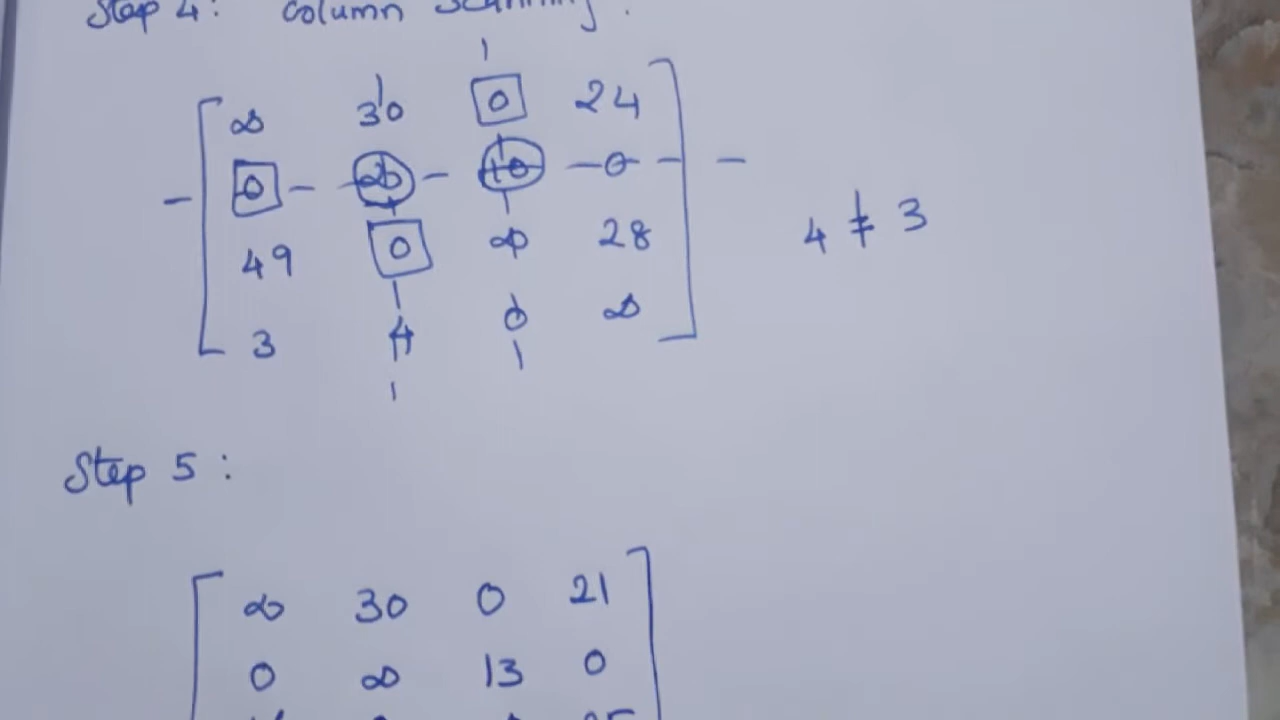 Step 4: Column Scanning.
∞ 30 0 24
0 ∞ 10 0
49 0 ∞ 28 4 ≠ 3
3 4 0 ∞
Step 5:
∞ 30 0 21
0 ∞ 13 0